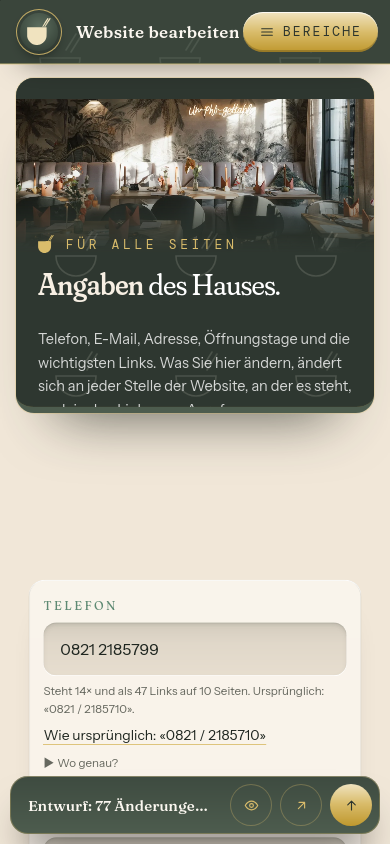 Website bearbeiten
BEREICHE
FÜR ALLE SEITEN
Angaben des Hauses.
Telefon, E-Mail, Adresse, Öffnungstage und die
wichtigsten Links. Was Sie hier ändern, ändert
sich an jeder Stelle der Website, an der es steht,
TELEFON
0821 2185799
Steht 14× und als 47 Links auf 10 Seiten. Ursprünglich:
«0821 / 2185710».
Wie ursprünglich: «0821 / 2185710»
▶ Wo genau?
Entwurf: 77 Änderunge...